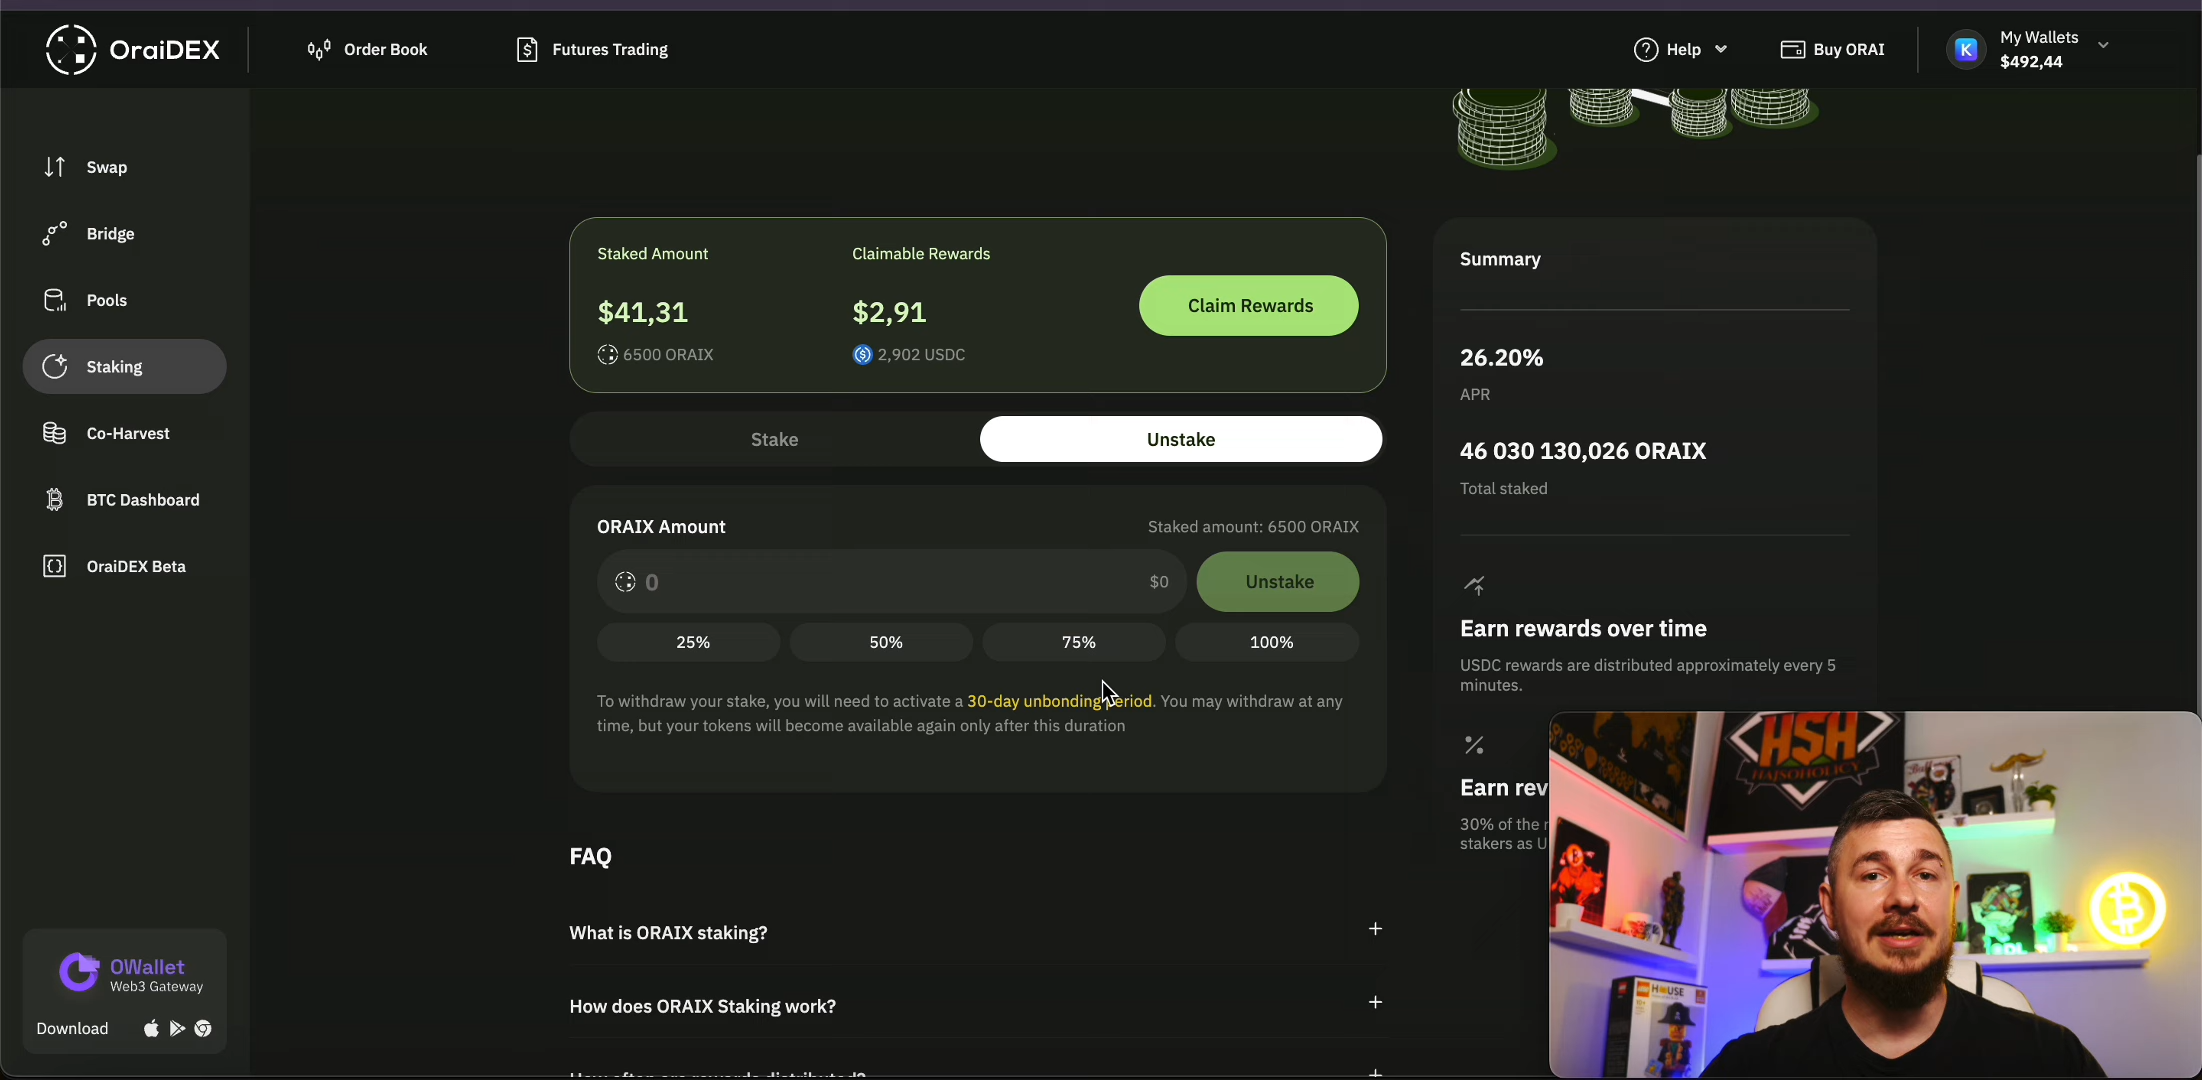 OraiDEX
Order Book
Futures Trading
Help
Buy ORAI
K
My Wallets
$492,44
Swap
Bridge
Pools
Staking
Co-Harvest
BTC Dashboard
OraiDEX Beta
OWallet
Web3 Gateway
Download
Staked Amount
Claimable Rewards
$41,31
$2,91
Claim Rewards
6500 ORAIX
2,902 USDC
Stake
Unstake
ORAIX Amount
Staked amount: 6500 ORAIX
0
$0
Unstake
25%
50%
75%
100%
To withdraw your stake, you will need to activate a 30-day unbonding period. You may withdraw at any
time, but your tokens will become available again only after this duration
FAQ
What is ORAIX staking?
How does ORAIX Staking work?
How often are rewards distributed?
Summary
26.20%
APR
46 030 130,026 ORAIX
Total staked
Earn rewards over time
USDC rewards are distributed approximately every 5
minutes.
Earn rev
30% of the r
stakers as U
HSH
HAJSOHOLICY
HOUSE